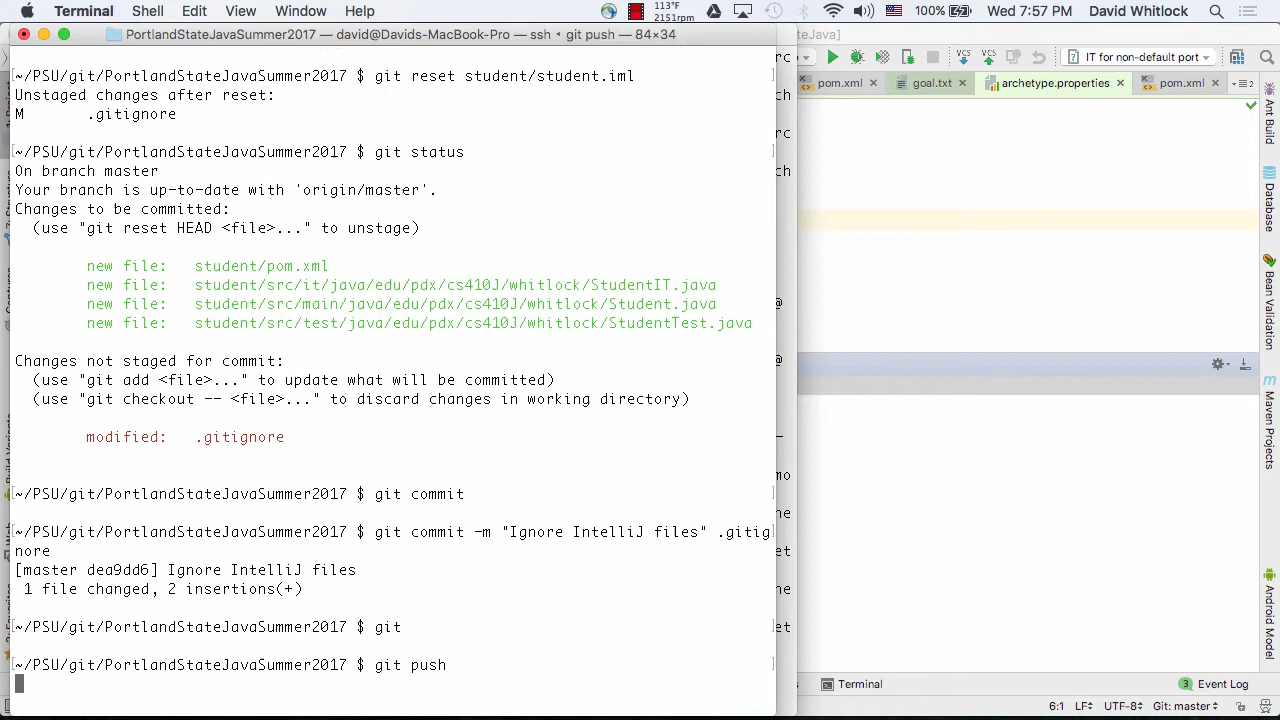 Terminal Shell Edit View Window Help 113°F 2151rpm 100% Wed 7:57 PM David Whitlock
PortlandStateJavaSummer2017 — david@Davids-MacBook-Pro — ssh ‹ git push — 84×34
[~/PSU/git/PortlandStateJavaSummer2017 $ git reset student/student.iml ]
Unstaged changes after reset:
M .gitignore
[~/PSU/git/PortlandStateJavaSummer2017 $ git status ]
On branch master
Your branch is up-to-date with 'origin/master'.
Changes to be committed:
(use "git reset HEAD <file>..." to unstage)
new file: student/pom.xml
new file: student/src/it/java/edu/pdx/cs410J/whitlock/StudentIT.java
new file: student/src/main/java/edu/pdx/cs410J/whitlock/Student.java
new file: student/src/test/java/edu/pdx/cs410J/whitlock/StudentTest.java
Changes not staged for commit:
(use "git add <file>..." to update what will be committed)
(use "git checkout -- <file>..." to discard changes in working directory)
modified: .gitignore
[~/PSU/git/PortlandStateJavaSummer2017 $ git commit ]
[~/PSU/git/PortlandStateJavaSummer2017 $ git commit -m "Ignore IntelliJ files" .gitig]
nore
[master dea9dd6] Ignore IntelliJ files
1 file changed, 2 insertions(+)
[~/PSU/git/PortlandStateJavaSummer2017 $ git ]
[~/PSU/git/PortlandStateJavaSummer2017 $ git push ]
IT for non-default port
pom.xml
goal.txt
archetype.properties
pom.xml
Ant Build
Database
Bean Validation
Maven Projects
Android Model
Terminal
3 Event Log
6:1 LF÷ UTF-8÷ Git: master÷